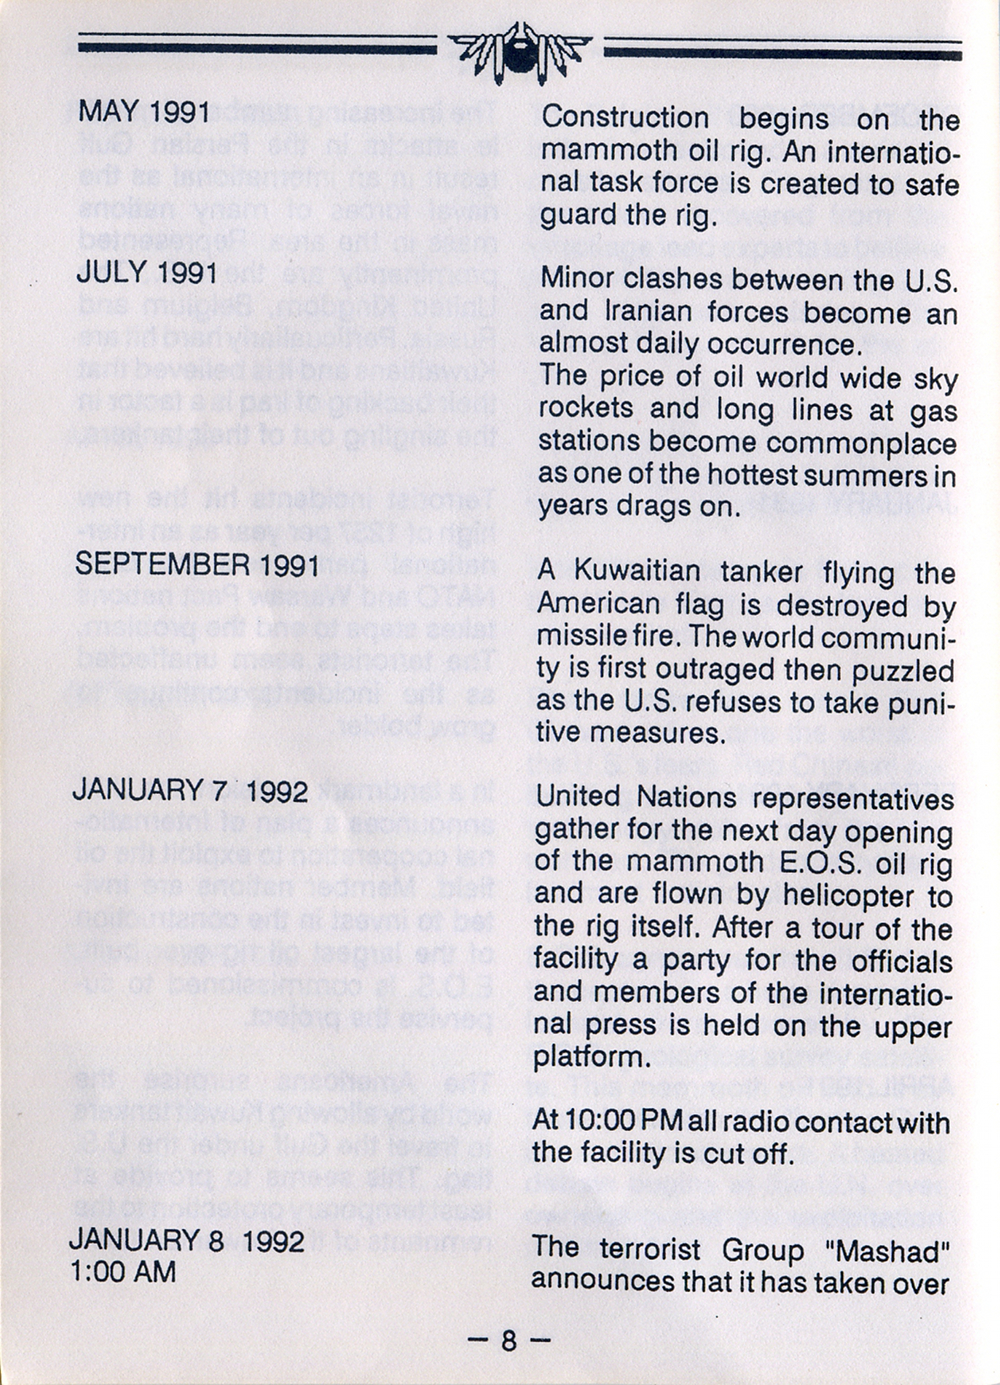 MAY 1991
Construction begins on the
mammoth oil rig. An internatio-
nal task force is created to safe
guard the rig.
JULY 1991
Minor clashes between the U.S.
and Iranian forces become an
almost daily occurrence.
The price of oil world wide sky
rockets and long lines at gas
stations become commonplace
as one of the hottest summers in
years drags on.
SEPTEMBER 1991
A Kuwaitian tanker flying the
American flag is destroyed by
missile fire. The world communi-
ty is first outraged then puzzled
as the U.S. refuses to take puni-
tive measures.
JANUARY 7 1992
United Nations representatives
gather for the next day opening
of the mammoth E.O.S. oil rig
and are flown by helicopter to
the rig itself. After a tour of the
facility a party for the officials
and members of the internatio-
nal press is held on the upper
platform.
At 10:00 PM all radio contact with
the facility is cut off.
JANUARY 8 1992
1:00 AM
The terrorist Group "Mashad"
announces that it has taken over
— 8 —